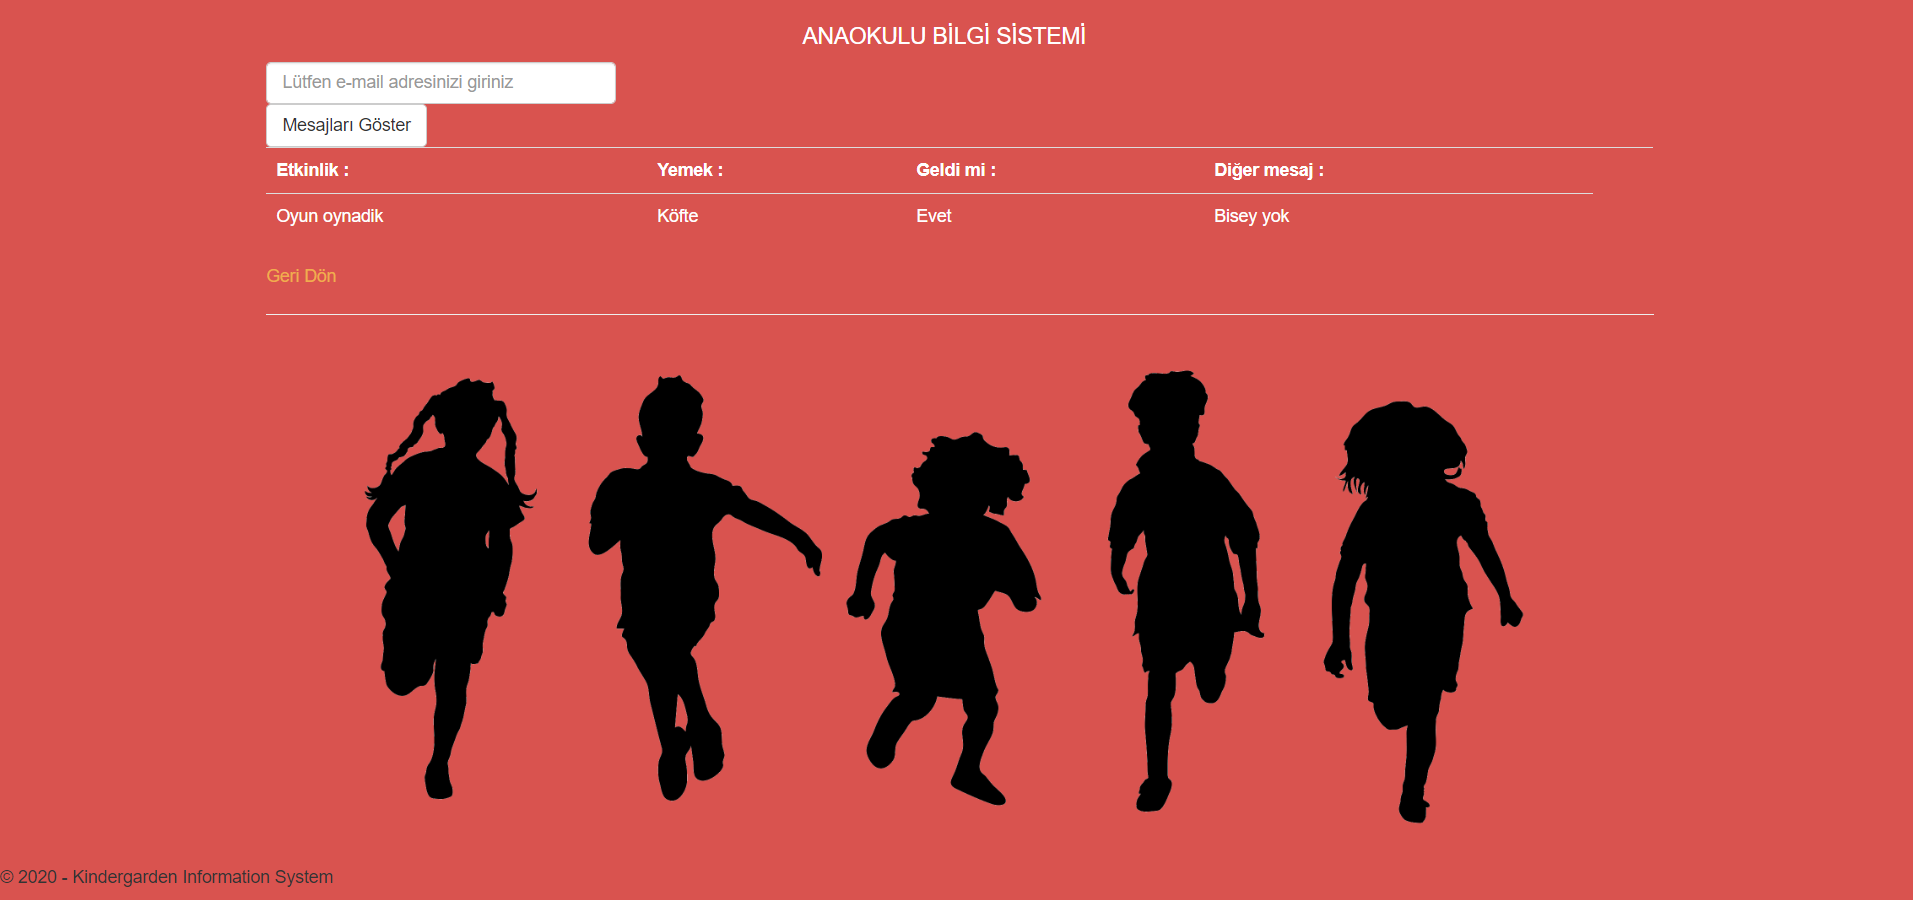 ANAOKULU BİLGİ SİSTEMİ
Lütfen e-mail adresinizi giriniz
Mesajları Göster
Etkinlik : Yemek : Geldi mi : Diğer mesaj :
Oyun oynadik Köfte Evet Bisey yok
Geri Dön
© 2020 - Kindergarden Information System